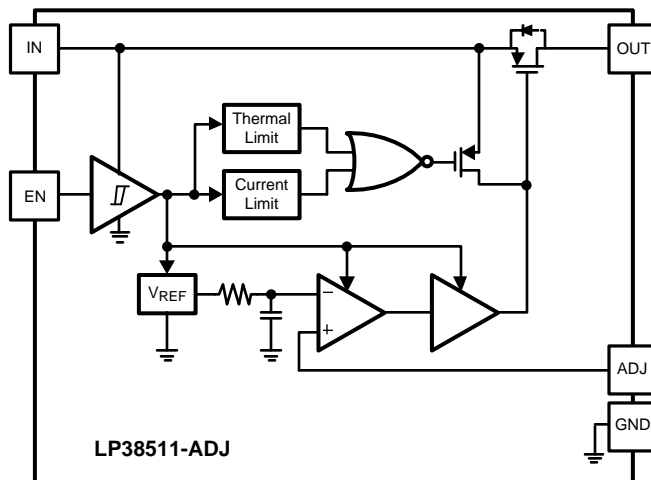 IN
OUT
Thermal
Limit
EN
Current
Limit
VREF
−
+
ADJ
GND
LP38511-ADJ